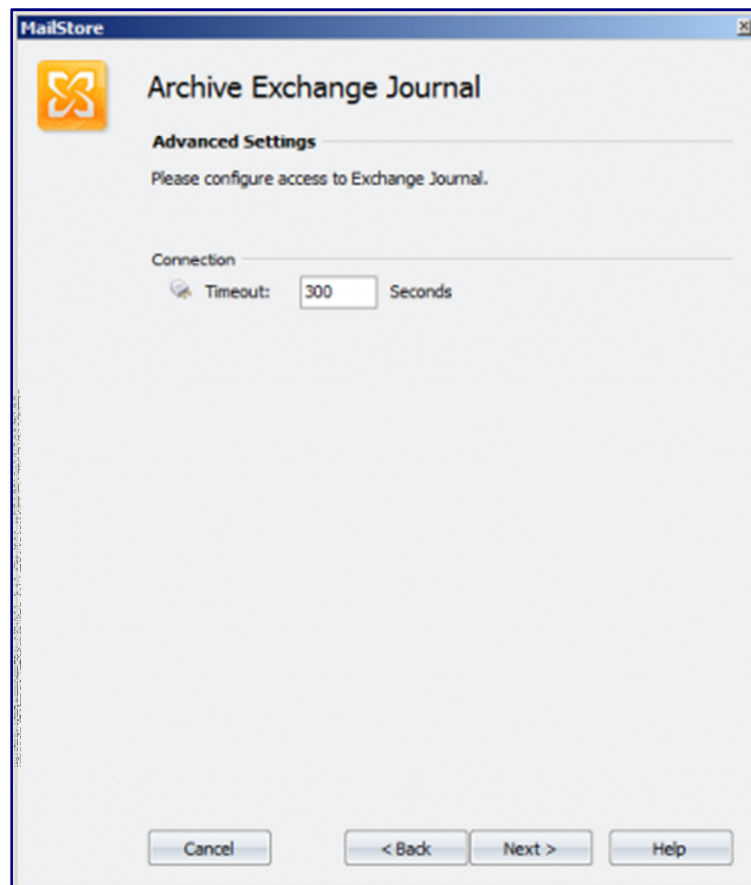 MailStore
Archive Exchange Journal
Advanced Settings
Please configure access to Exchange Journal.
Connection
Timeout: 300 Seconds
Cancel < Back Next > Help